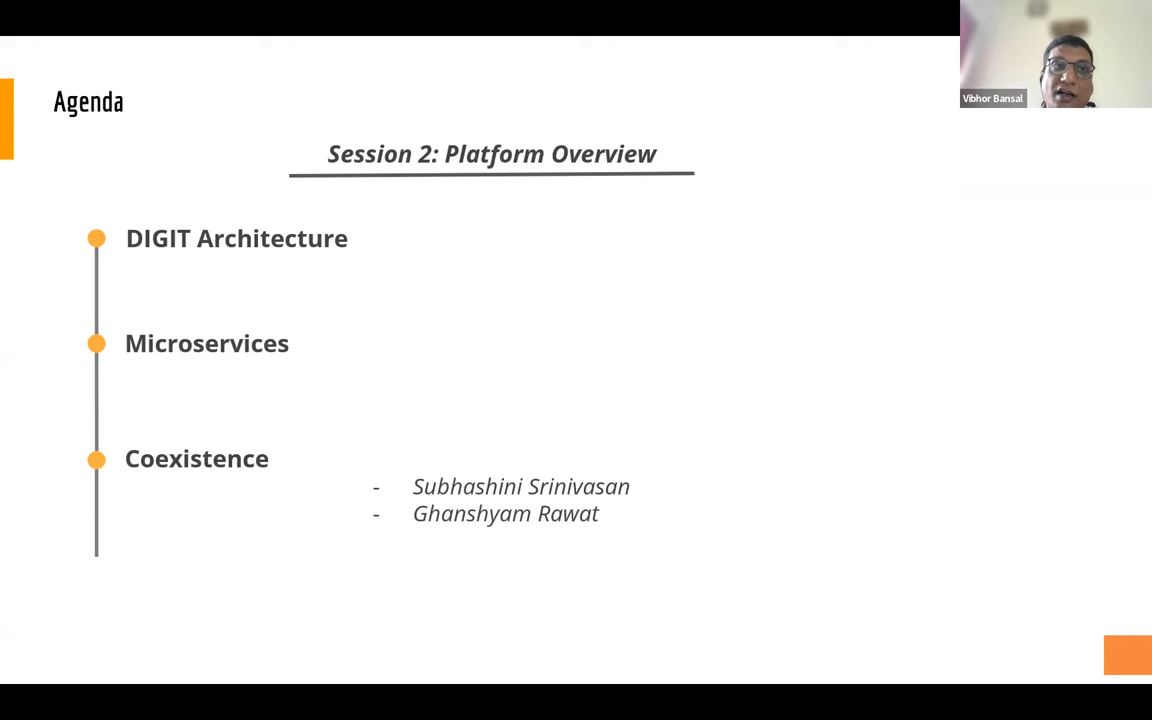 Agenda
Vibhor Bansal
Session 2: Platform Overview
DIGIT Architecture
Microservices
Coexistence
- Subhashini Srinivasan
- Ghanshyam Rawat